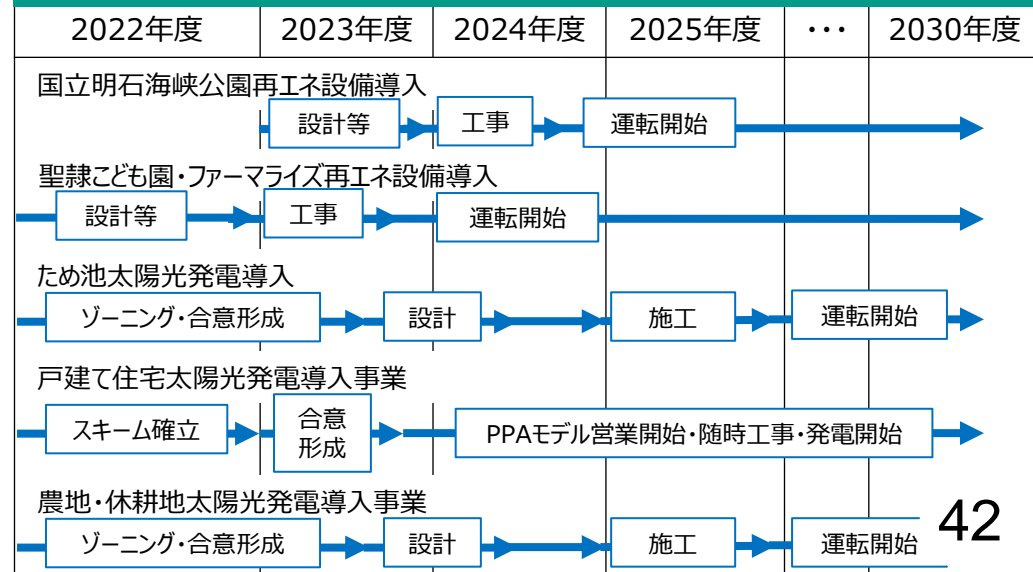 2022年度 2023年度 2024年度 2025年度 ・・・ 2030年度
国立明石海峡公園再エネ設備導入
設計等 工事 運転開始
聖隷こども園・ファーマライズ再エネ設備導入
設計等 工事 運転開始
ため池太陽光発電導入
ゾーニング・合意形成 設計 施工 運転開始
戸建て住宅太陽光発電導入事業
スキーム確立 合意
形成 PPAモデル営業開始・随時工事・発電開始
農地・休耕地太陽光発電導入事業
ゾーニング・合意形成 設計 施工 運転開始
42